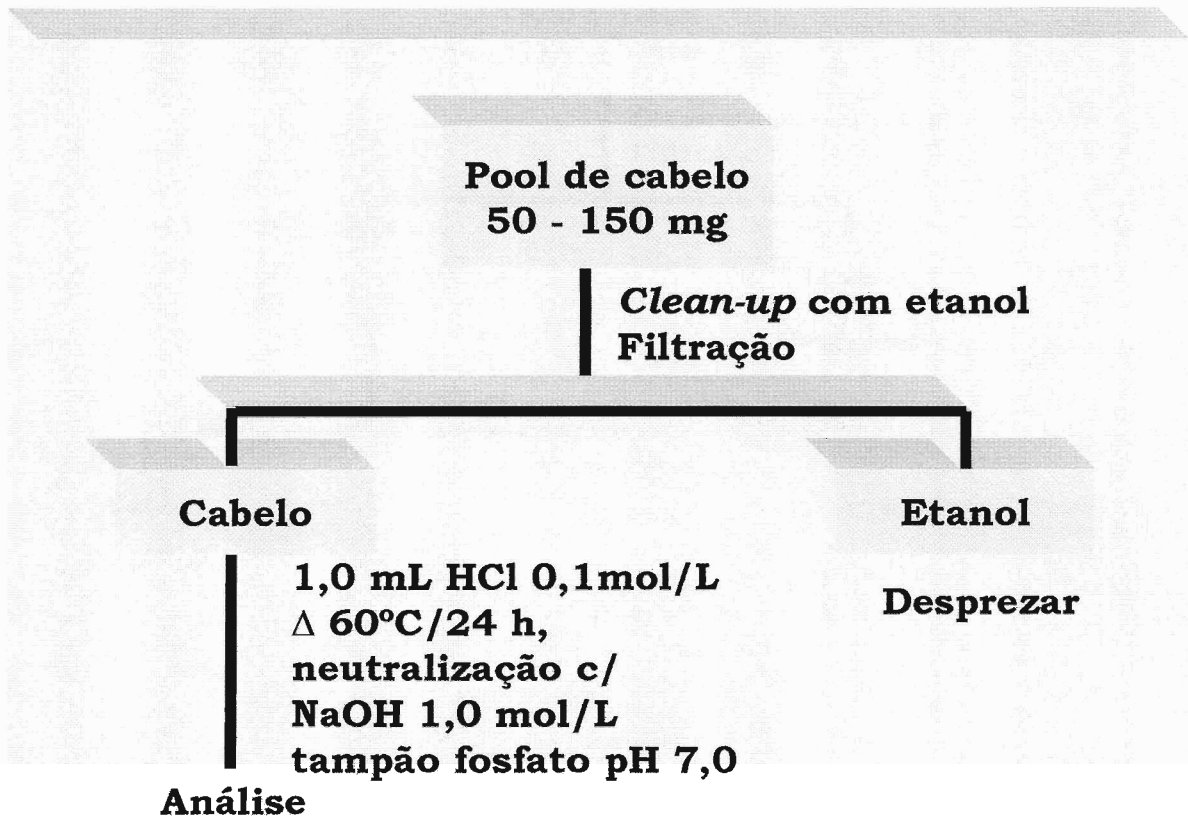 Pool de cabelo
50 - 150 mg
Clean-up com etanol
Filtração
Cabelo
Etanol
1,0 mL HCl 0,1mol/L
Δ 60ºC/24 h,
neutralização c/
NaOH 1,0 mol/L
tampão fosfato pH 7,0
Desprezar
Análise